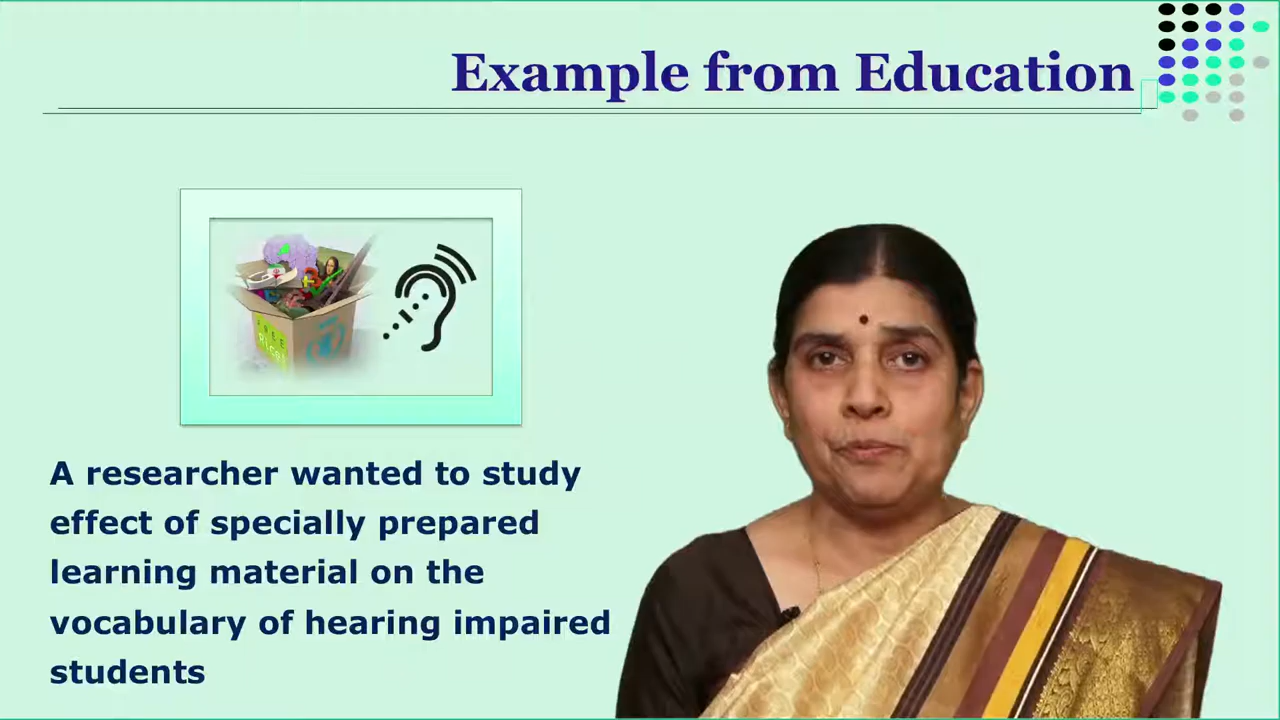 Example from Education
FREE
A researcher wanted to study
effect of specially prepared
learning material on the
vocabulary of hearing impaired
students